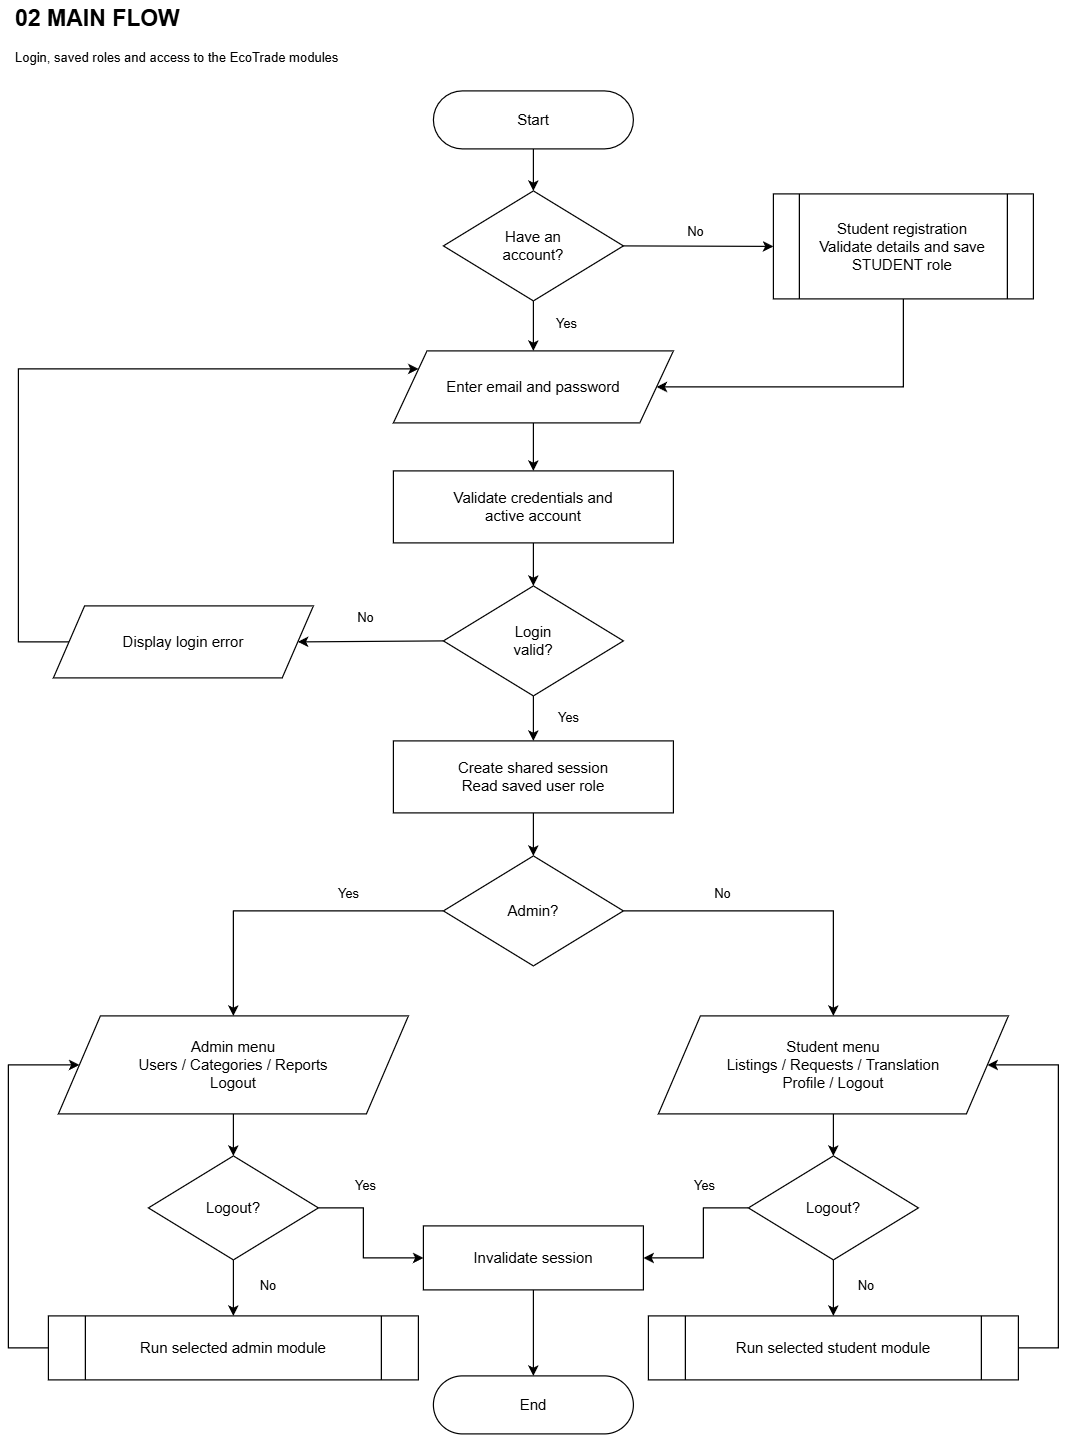 02 MAIN FLOW
Login, saved roles and access to the EcoTrade modules
Start
Have an
account?
No
Student registration
Validate details and save
STUDENT role
Yes
Enter email and password
Validate credentials and
active account
Login
valid?
No
Display login error
Yes
Create shared session
Read saved user role
Admin?
Yes
No
Admin menu
Users / Categories / Reports
Logout
Student menu
Listings / Requests / Translation
Profile / Logout
Logout?
Yes
Yes
Logout?
Invalidate session
No
No
Run selected admin module
Run selected student module
End